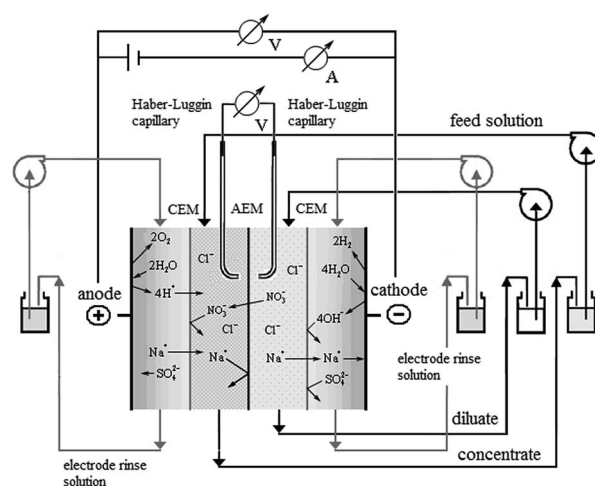 V
A
Haber-Luggin
capillary
V
Haber-Luggin
capillary
feed solution
CEM
AEM
CEM
2O₂
2H₂O
4H⁺
anode
+
Na⁺
SO₄²⁻
Cl⁻
NO₃⁻
Cl⁻
Na⁺
Cl⁻
NO₃⁻
Cl⁻
Na⁺
2H₂
4H₂O
cathode
−
4OH⁻
Na⁺
SO₄²⁻
electrode rinse
solution
diluate
concentrate
electrode rinse
solution